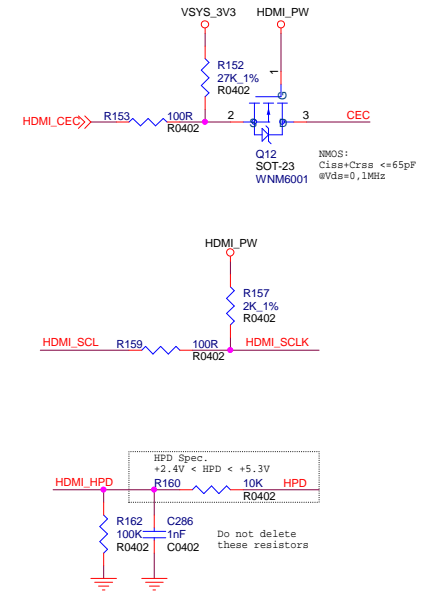 VSYS_3V3
HDMI_PW
1
R152
27K_1%
R0402
HDMI_CEC
R153
100R
R0402
2
3
CEC
Q12
SOT-23
WNM6001
NMOS:
Ciss+Crss <=65pF
@Vds=0,1MHz
HDMI_PW
R157
2K_1%
R0402
HDMI_SCL
R159
100R
R0402
HDMI_SCLK
HPD Spec.
+2.4V < HPD < +5.3V
HDMI_HPD
R160
10K
R0402
HPD
R162
100K
R0402
C286
1nF
C0402
Do not delete
these resistors